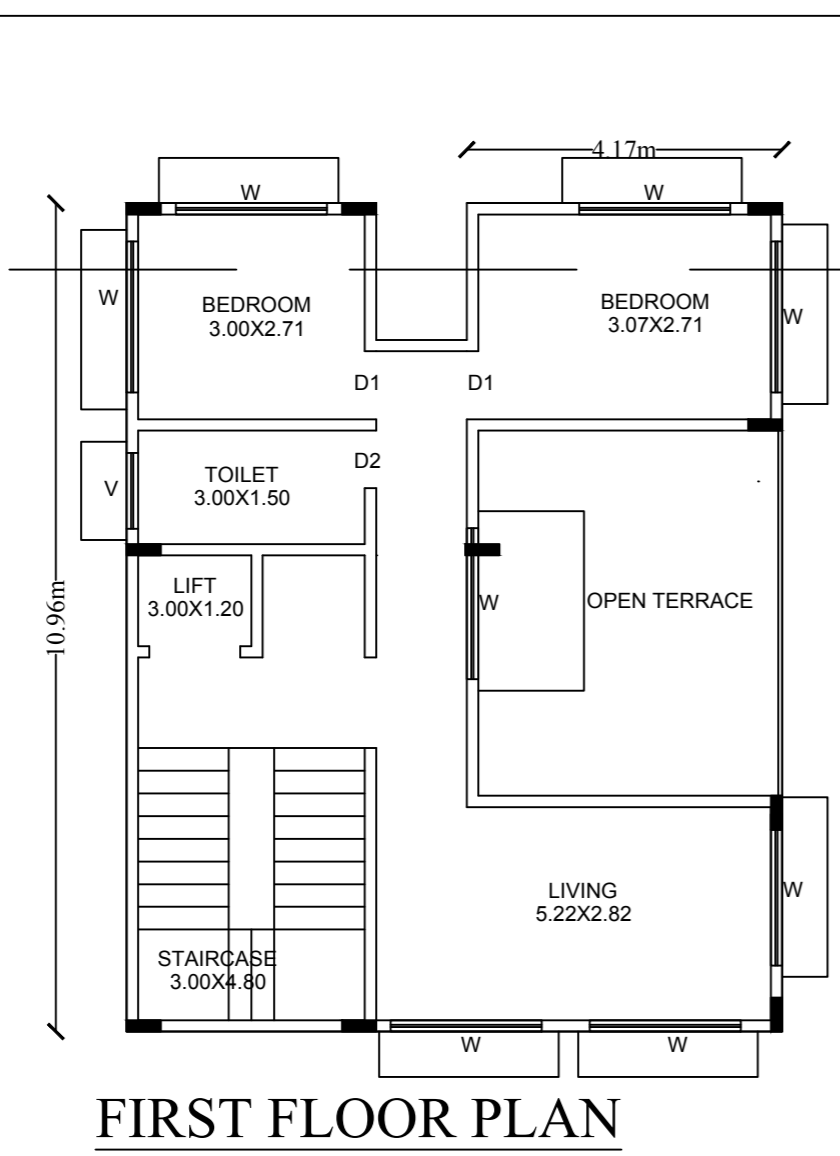 4.17m
W
W
W
BEDROOM
3.00X2.71
BEDROOM
3.07X2.71
W
D1
D1
D2
TOILET
3.00X1.50
V
LIFT
3.00X1.20
W
OPEN TERRACE
10.96m
LIVING
5.22X2.82
W
STAIRCASE
3.00X4.80
W
W
FIRST FLOOR PLAN